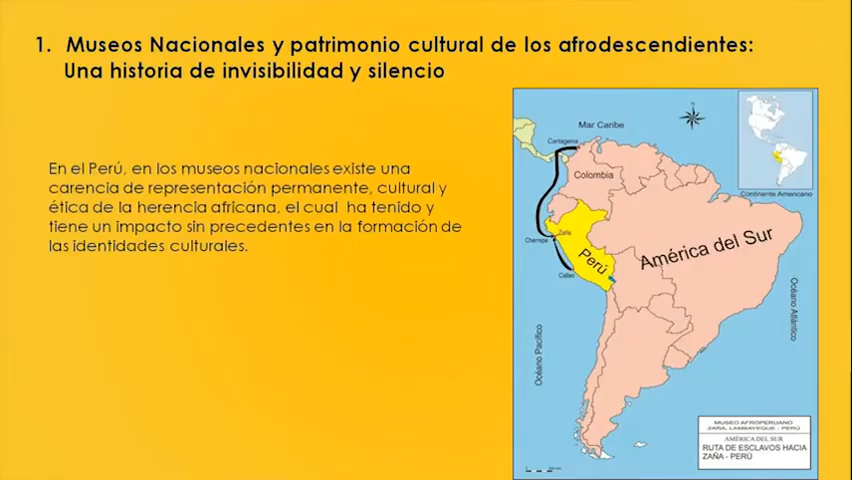 1. Museos Nacionales y patrimonio cultural de los afrodescendientes:
Una historia de invisibilidad y silencio
En el Perú, en los museos nacionales existe una
carencia de representación permanente, cultural y
ética de la herencia africana, el cual ha tenido y
tiene un impacto sin precedentes en la formación de
las identidades culturales.
Mar Caribe
Cartagena
Colombia
Continente Americano
Zaña
Chérrepe
Perú
América del Sur
Callao
Océano Pacífico
Océano Atlántico
MUSEO AFROPERUANO
ZAÑA, LAMBAYEQUE - PERÚ
AMÉRICA DEL SUR
RUTA DE ESCLAVOS HACIA
ZAÑA - PERÚ